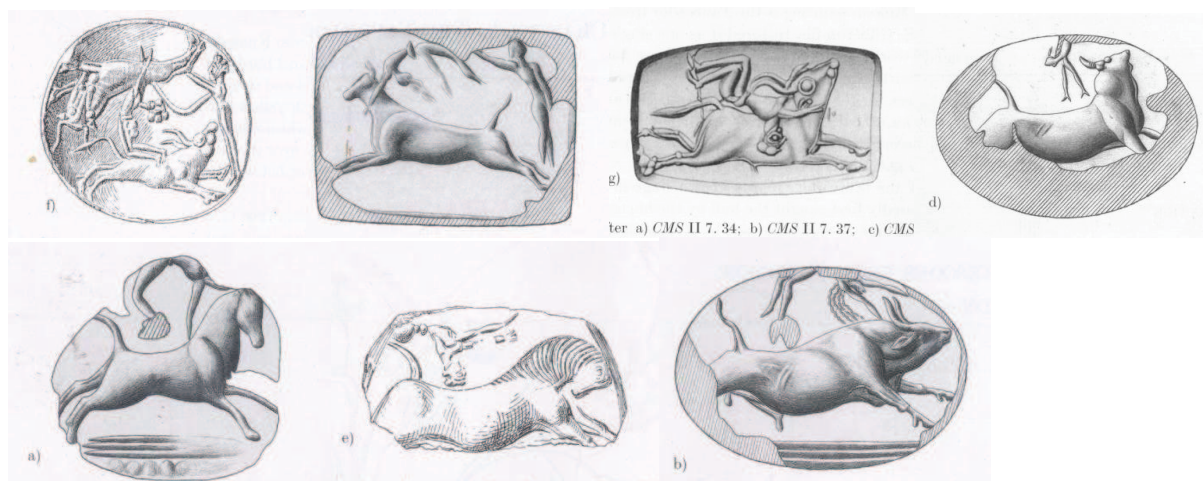 f)
g)
d)
ter a) CMS II 7. 34; b) CMS II 7. 37; c) CMS
a)
e)
b)